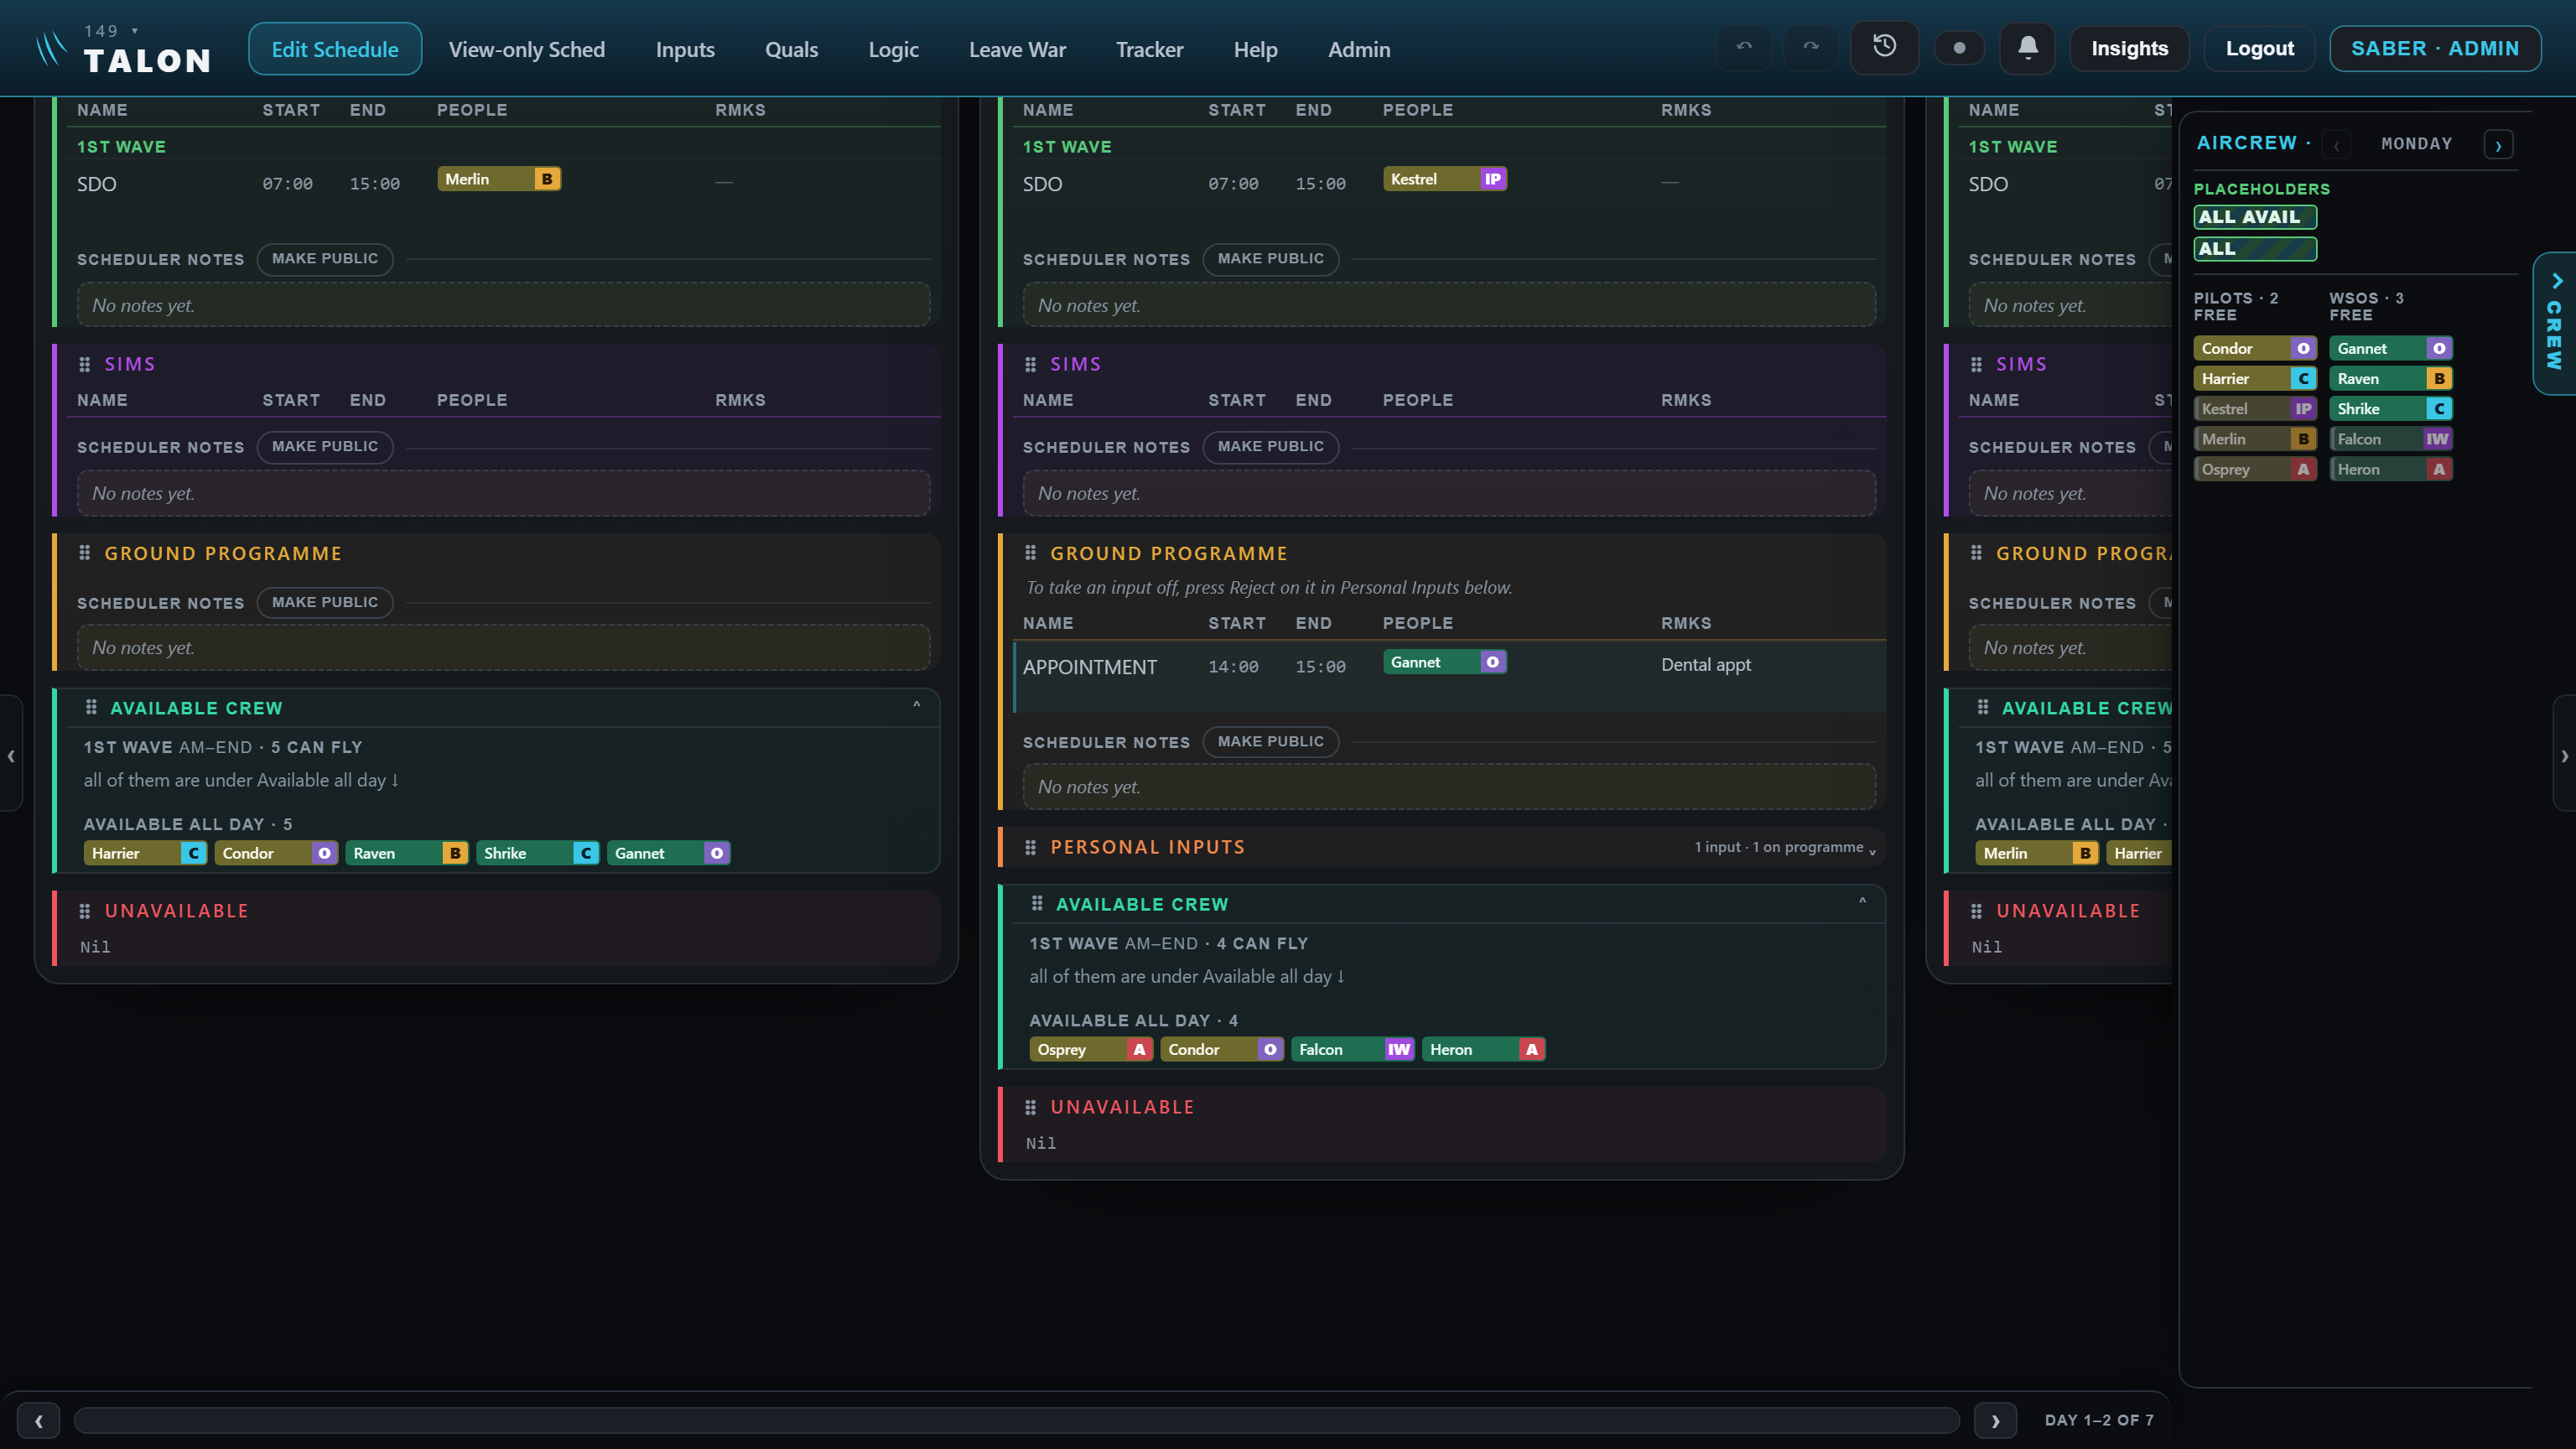 149 ▾
TALON
Edit Schedule
View-only Sched
Inputs
Quals
Logic
Leave War
Tracker
Help
Admin
Insights
Logout
SABER · ADMIN
NAME START END PEOPLE RMKS
1ST WAVE
SDO 07:00 15:00 Merlin B —
SCHEDULER NOTES MAKE PUBLIC
No notes yet.
SIMS
NAME START END PEOPLE RMKS
SCHEDULER NOTES MAKE PUBLIC
No notes yet.
GROUND PROGRAMME
SCHEDULER NOTES MAKE PUBLIC
No notes yet.
AVAILABLE CREW
1ST WAVE AM–END · 5 CAN FLY
all of them are under Available all day ↓
AVAILABLE ALL DAY · 5
Harrier C Condor O Raven B Shrike C Gannet O
UNAVAILABLE
Nil
NAME START END PEOPLE RMKS
1ST WAVE
SDO 07:00 15:00 Kestrel IP —
SCHEDULER NOTES MAKE PUBLIC
No notes yet.
SIMS
NAME START END PEOPLE RMKS
SCHEDULER NOTES MAKE PUBLIC
No notes yet.
GROUND PROGRAMME
To take an input off, press Reject on it in Personal Inputs below.
NAME START END PEOPLE RMKS
APPOINTMENT 14:00 15:00 Gannet O Dental appt
SCHEDULER NOTES MAKE PUBLIC
No notes yet.
PERSONAL INPUTS 1 input · 1 on programme
AVAILABLE CREW
1ST WAVE AM–END · 4 CAN FLY
all of them are under Available all day ↓
AVAILABLE ALL DAY · 4
Osprey A Condor O Falcon IW Heron A
UNAVAILABLE
Nil
NAME ST
1ST WAVE
SDO 07
SCHEDULER NOTES M
No notes yet.
SIMS
NAME ST
SCHEDULER NOTES M
No notes yet.
GROUND PROGRA
SCHEDULER NOTES M
No notes yet.
AVAILABLE CREW
1ST WAVE AM–END · 5
all of them are under Ava
AVAILABLE ALL DAY ·
Merlin B Harrier
UNAVAILABLE
Nil
AIRCREW · ‹ MONDAY ›
PLACEHOLDERS
ALL AVAIL
ALL
PILOTS · 2 FREE
Condor O
Harrier C
Kestrel IP
Merlin B
Osprey A
WSOS · 3 FREE
Gannet O
Raven B
Shrike C
Falcon IW
Heron A
CREW
DAY 1–2 OF 7